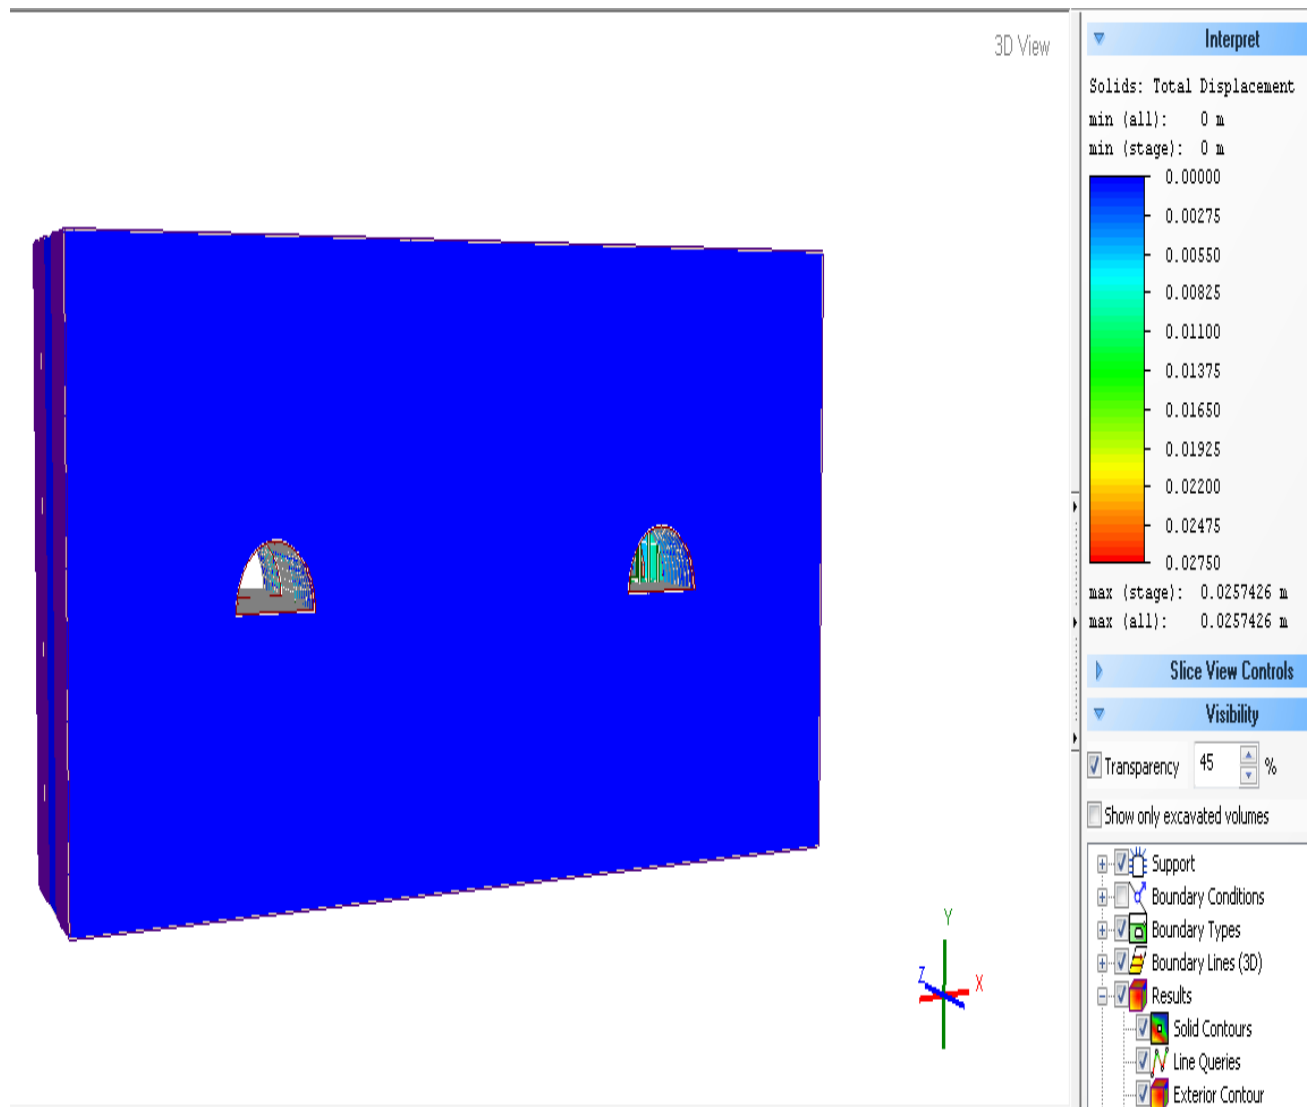 3D View
Interpret
Solids: Total Displacement
min (all): 0 m
min (stage): 0 m
0.00000
0.00275
0.00550
0.00825
0.01100
0.01375
0.01650
0.01925
0.02200
0.02475
0.02750
max (stage): 0.0257426 m
max (all): 0.0257426 m
Slice View Controls
Visibility
Transparency 45 %
Show only excavated volumes
Support
Boundary Conditions
Boundary Types
Boundary Lines (3D)
Results
Solid Contours
Line Queries
Exterior Contour
Y
Z
X